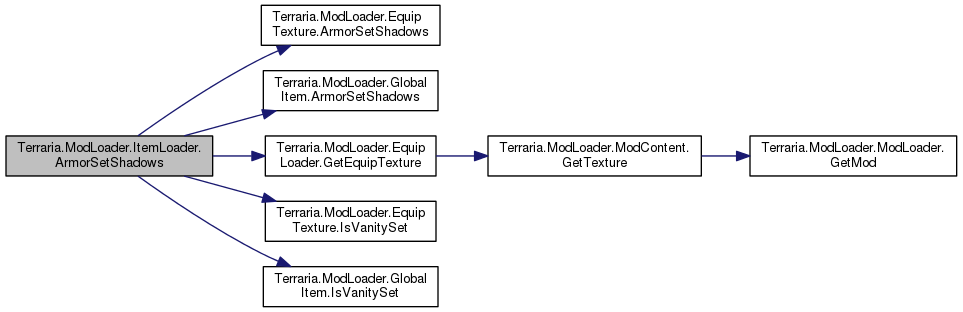 Terraria.ModLoader.ItemLoader.
ArmorSetShadows
Terraria.ModLoader.Equip
Texture.ArmorSetShadows
Terraria.ModLoader.Global
Item.ArmorSetShadows
Terraria.ModLoader.Equip
Loader.GetEquipTexture
Terraria.ModLoader.ModContent.
GetTexture
Terraria.ModLoader.ModLoader.
GetMod
Terraria.ModLoader.Equip
Texture.IsVanitySet
Terraria.ModLoader.Global
Item.IsVanitySet